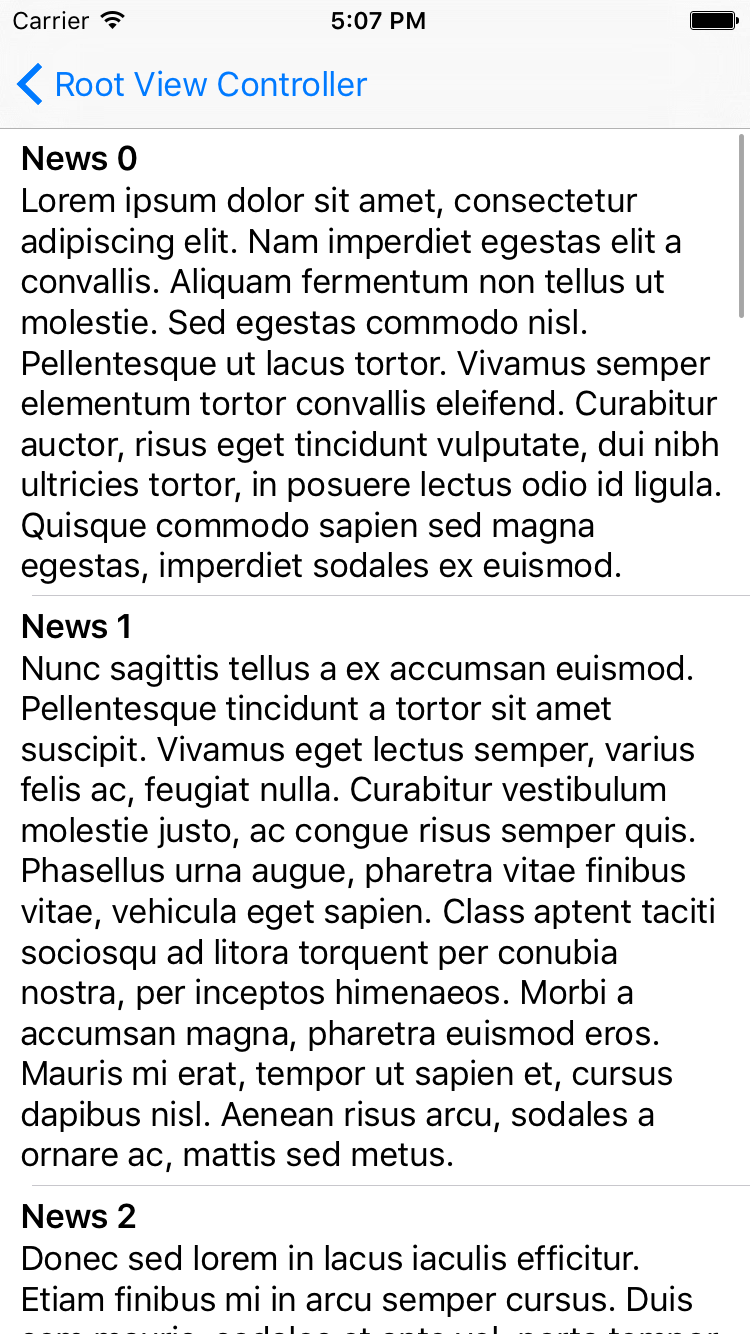 Carrier 5:07 PM
Root View Controller
News 0
Lorem ipsum dolor sit amet, consectetur
adipiscing elit. Nam imperdiet egestas elit a
convallis. Aliquam fermentum non tellus ut
molestie. Sed egestas commodo nisl.
Pellentesque ut lacus tortor. Vivamus semper
elementum tortor convallis eleifend. Curabitur
auctor, risus eget tincidunt vulputate, dui nibh
ultricies tortor, in posuere lectus odio id ligula.
Quisque commodo sapien sed magna
egestas, imperdiet sodales ex euismod.
News 1
Nunc sagittis tellus a ex accumsan euismod.
Pellentesque tincidunt a tortor sit amet
suscipit. Vivamus eget lectus semper, varius
felis ac, feugiat nulla. Curabitur vestibulum
molestie justo, ac congue risus semper quis.
Phasellus urna augue, pharetra vitae finibus
vitae, vehicula eget sapien. Class aptent taciti
sociosqu ad litora torquent per conubia
nostra, per inceptos himenaeos. Morbi a
accumsan magna, pharetra euismod eros.
Mauris mi erat, tempor ut sapien et, cursus
dapibus nisl. Aenean risus arcu, sodales a
ornare ac, mattis sed metus.
News 2
Donec sed lorem in lacus iaculis efficitur.
Etiam finibus mi in arcu semper cursus. Duis